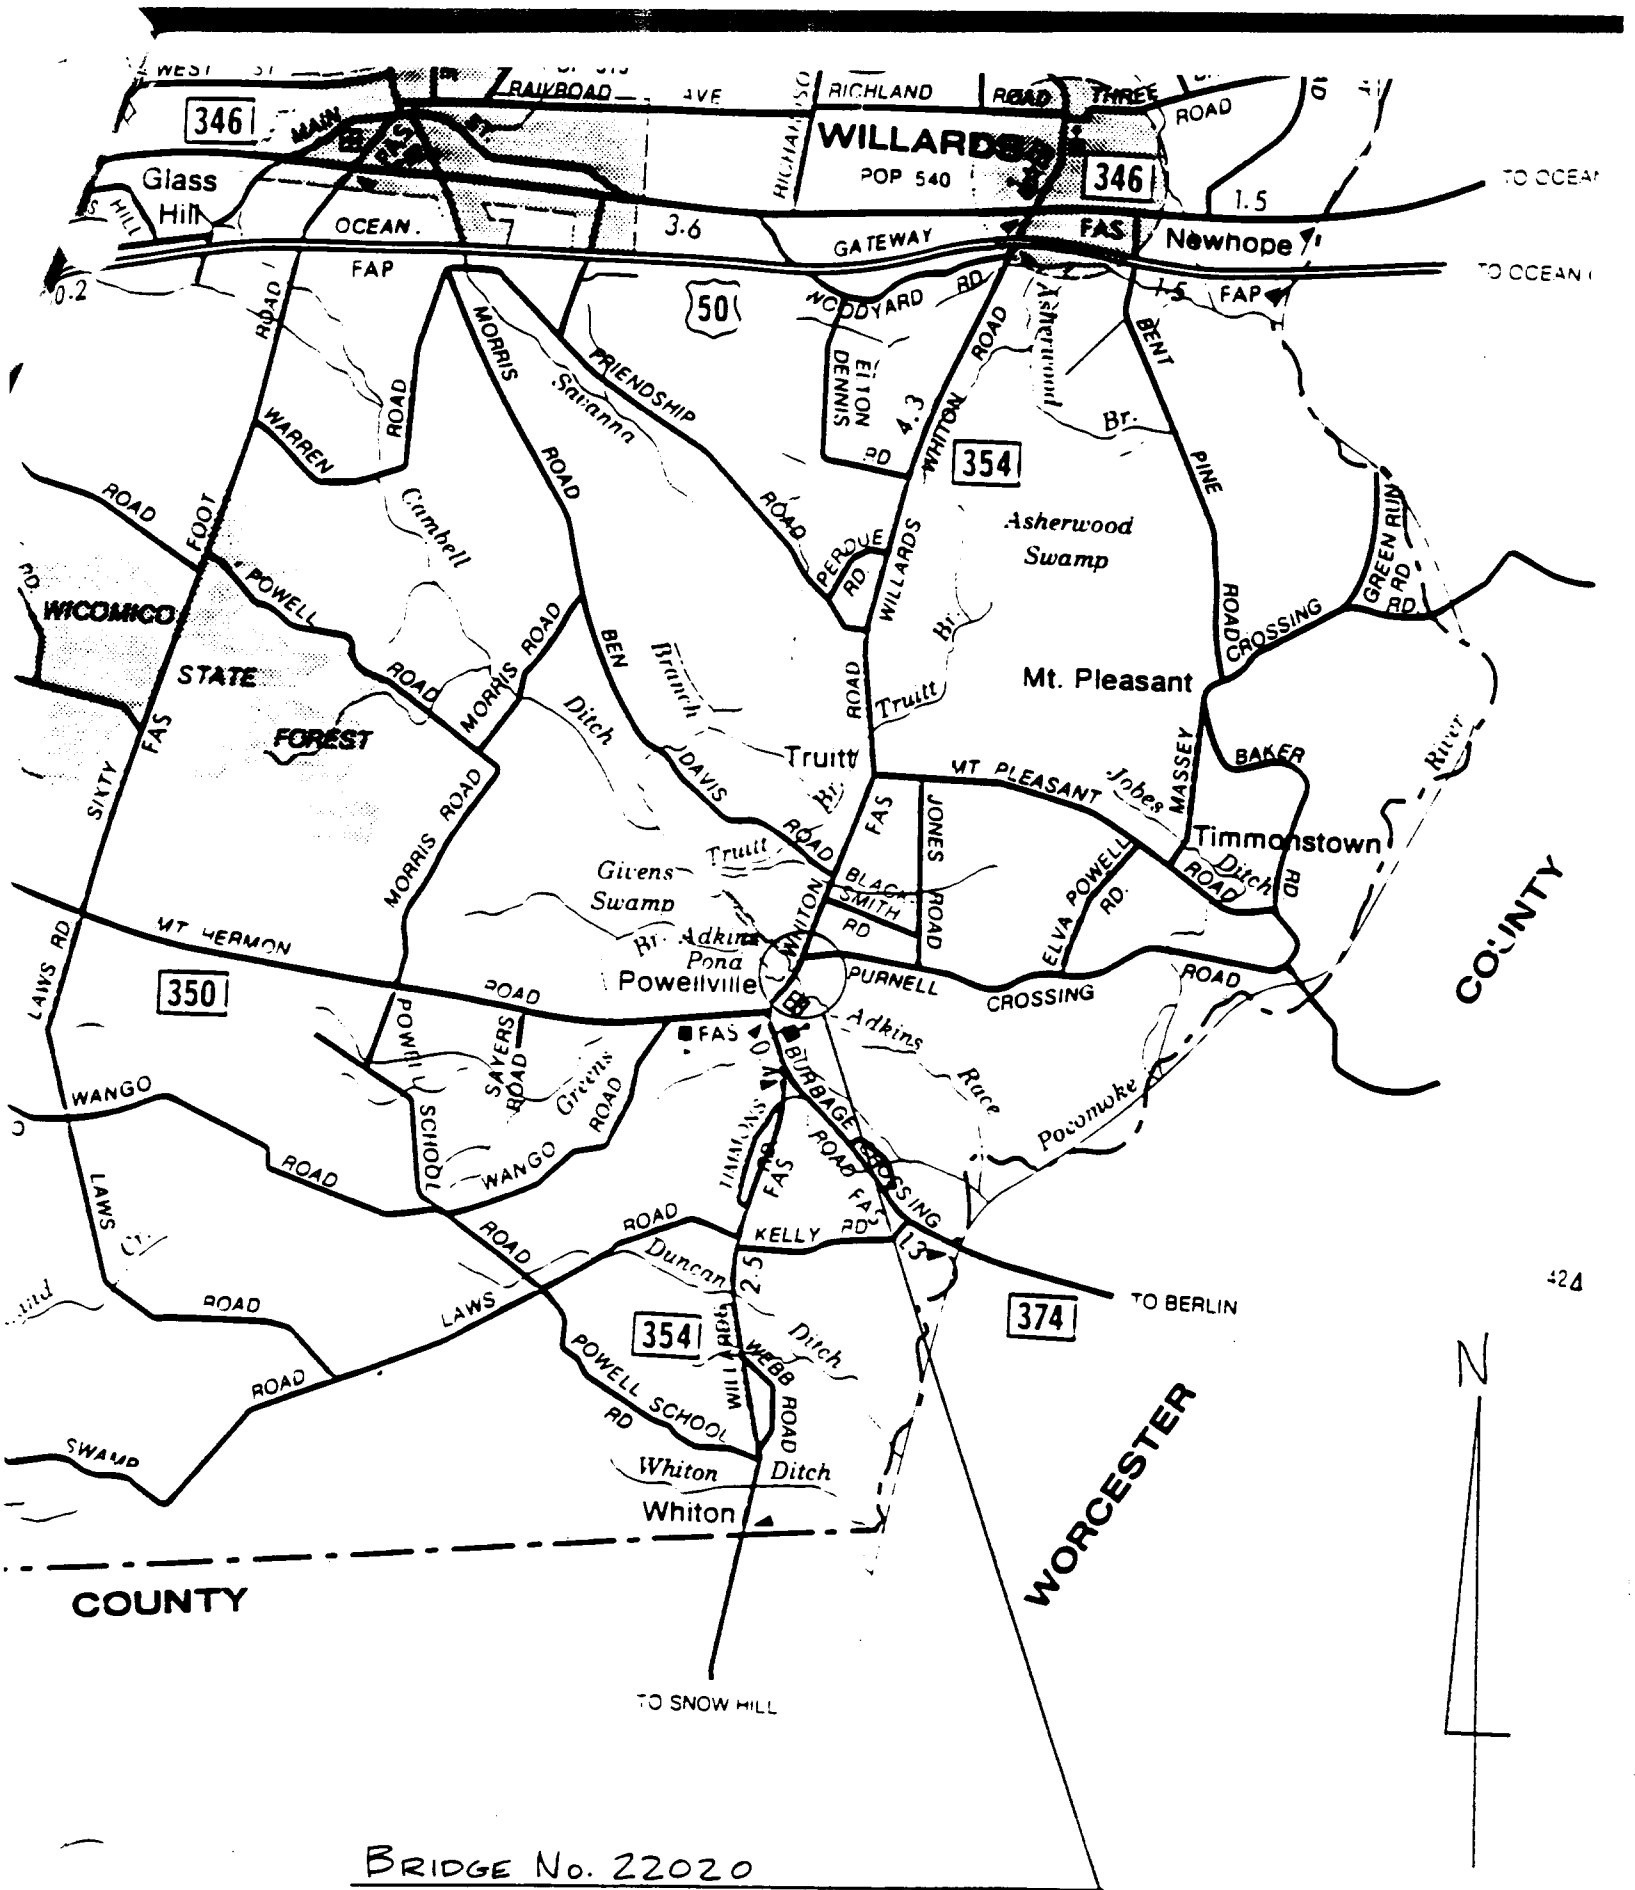 WEST ST
RAILROAD AVE
RICHLAND ROAD THREE
ROAD
346
MAIN
ST.
FAS
WILLARDS
POP 540
346
TO OCEAN
Glass
Hill
HILL
OCEAN
3.6
GATEWAY
FAS
Newhope
1.5
FAP
50
WOODYARD RD
1.5
FAP
TO OCEAN
0.2
ROAD
MORRIS
FRIENDSHIP
Savanna
ELTON
DENNIS
RD
4.3
WHITON
ROAD
Asherwood
Br.
BENT
354
WARREN
ROAD
ROAD
ROAD
PINE
ROAD
FOOT
Cambell
PERDUE
RD
WILLARDS
Asherwood
Swamp
GREEN RUN
RD
RD.
RD.
POWELL
WICOMICO
STATE
FOREST
ROAD
MORRIS ROAD
BEN
Branch
Br.
ROAD
CROSSING
Mt. Pleasant
ROAD
Truitt
Ditch
FAS
SIXTY
Truitt
DAVIS
Br.
MT PLEASANT
Jobes
MASSEY
BAKER
River
MORRIS ROAD
ROAD
FAS
JONES
Timmonstown
Truitt
Givens
Swamp
BLACK
SMITH
RD
ROAD
ELVA POWELL
RD.
ROAD
Ditch
RD
COUNTY
LAWS RD
MT HERMON
Br.
Adkins
Pond
WHITON
Powellville
PURNELL
CROSSING
ROAD
350
ROAD
POWELL
SAYERS
ROAD
Greens
ROAD
FAS
BURBAGE
Adkins
Race
Pocomoke
WANGO
SCHOOL
ROAD
WANGO
TIMMONS
RD
FAS
ROAD
FAS
CROSSING
LAWS
ROAD
ROAD
KELLY RD
1.3
Duncan
2.5
ROAD
LAWS
374
TO BERLIN
424
354
WILLARDS
WEBB
Ditch
ROAD
POWELL SCHOOL
RD
ROAD
N
SWAMP
Whiton Ditch
Whiton
WORCESTER
COUNTY
TO SNOW HILL
BRIDGE No. 22020